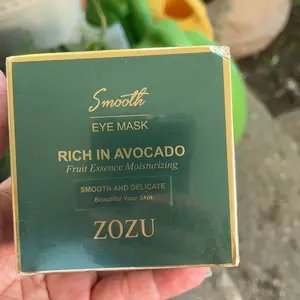 Smooth
EYE MASK
RICH IN AVOCADO
Fruit Essence Moisturizing
SMOOTH AND DELICATE
Beautiful Your Skin
ZOZU